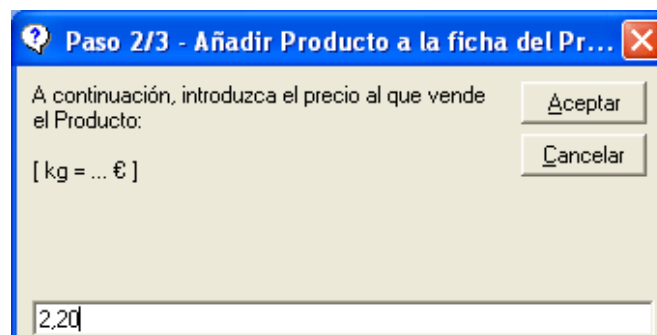 Paso 2/3 - Añadir Producto a la ficha del Pr...
A continuación, introduzca el precio al que vende
el Producto:
[ kg = ... € ]
Aceptar
Cancelar
2,20